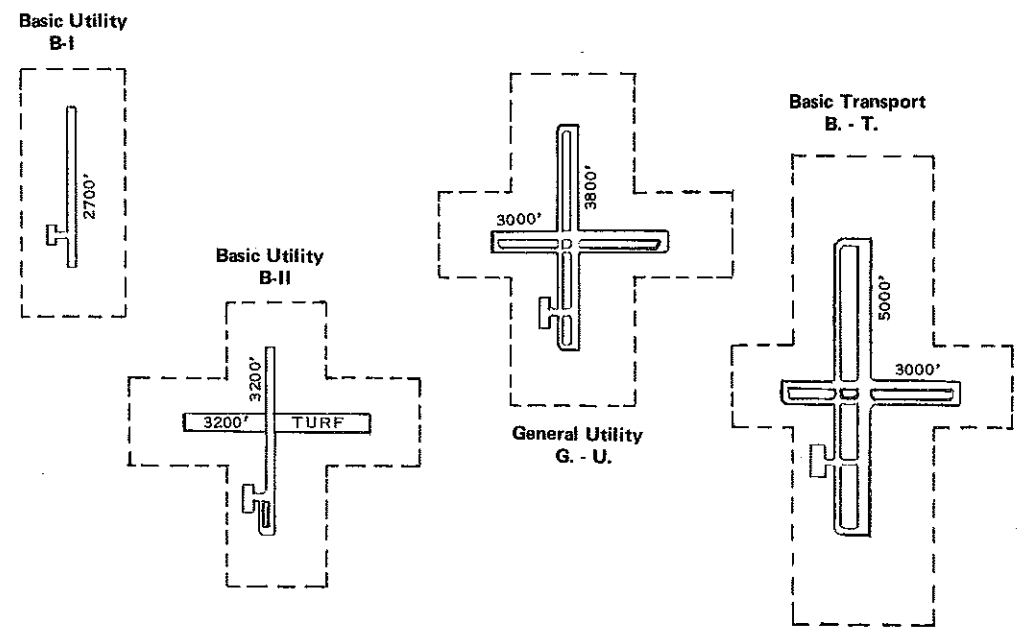 Basic Utility
B-I
2700'
Basic Utility
B-II
3200'
3200'
TURF
3000'
3800'
General Utility
G. - U.
Basic Transport
B. - T.
5000'
3000'